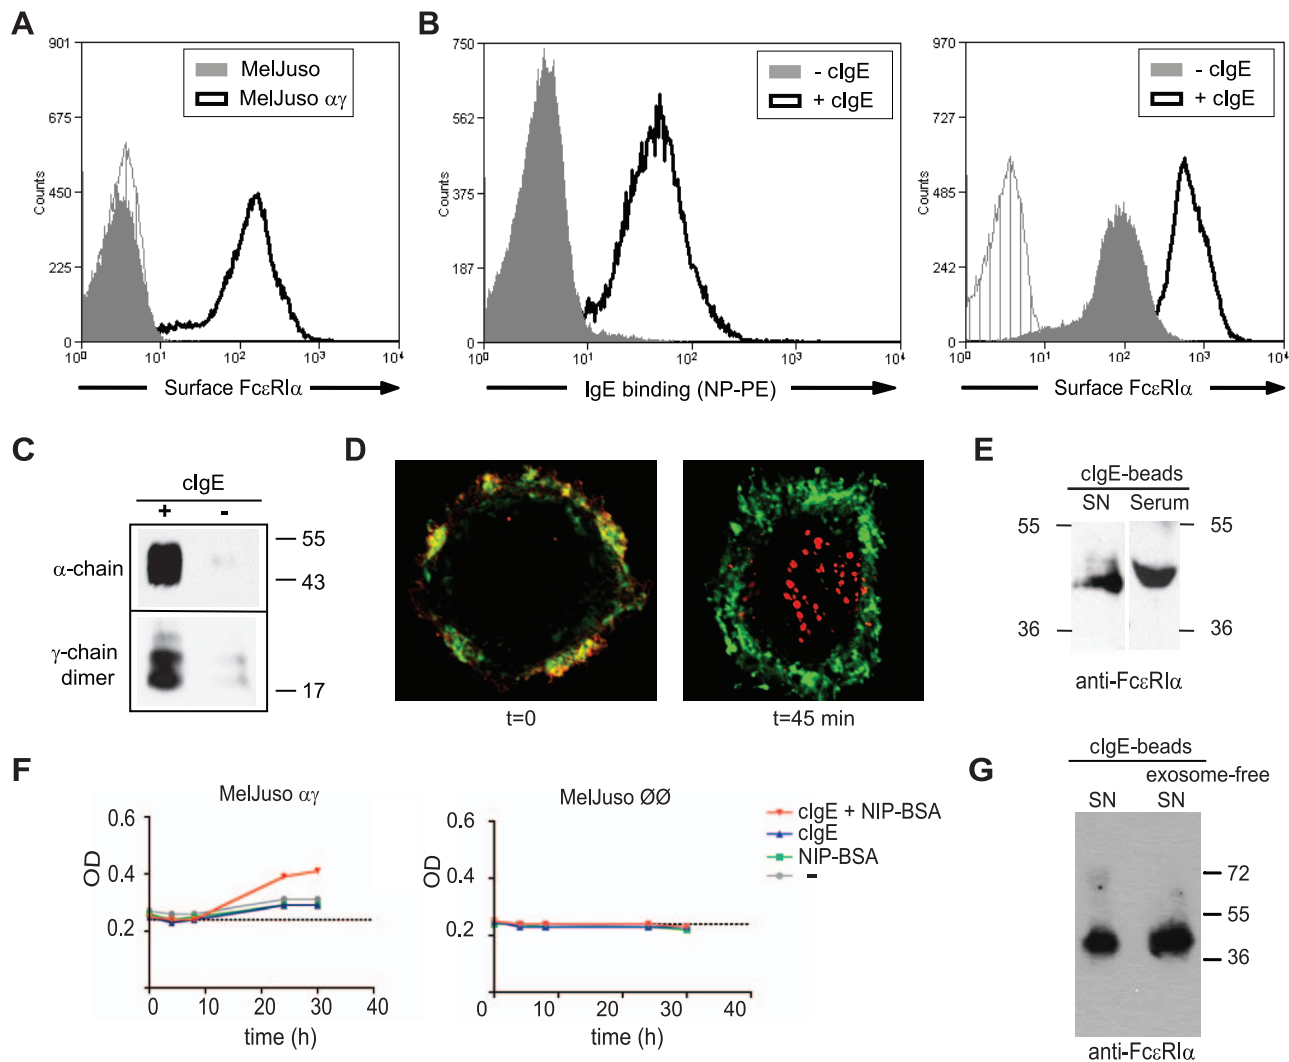 A
901
675
450
225
0
Counts
MelJuso
MelJuso αγ
10⁰ 10¹ 10² 10³ 10⁴
Surface FcεRIα
B
750
562
375
187
0
Counts
- cIgE
+ cIgE
10⁰ 10¹ 10² 10³ 10⁴
IgE binding (NP-PE)
970
727
485
242
0
Counts
- cIgE
+ cIgE
10⁰ 10¹ 10² 10³ 10⁴
Surface FcεRIα
C
cIgE
+ -
α-chain
55
43
γ-chain
dimer
17
D
t=0
t=45 min
E
cIgE-beads
SN Serum
55 55
36 36
anti-FcεRIα
F
MelJuso αγ
OD
0.6
0.4
0.2
0 10 20 30 40
time (h)
MelJuso ØØ
OD
0.6
0.4
0.2
0 10 20 30 40
time (h)
cIgE + NIP-BSA
cIgE
NIP-BSA
-
G
cIgE-beads
exosome-free
SN SN
72
55
36
anti-FcεRIα